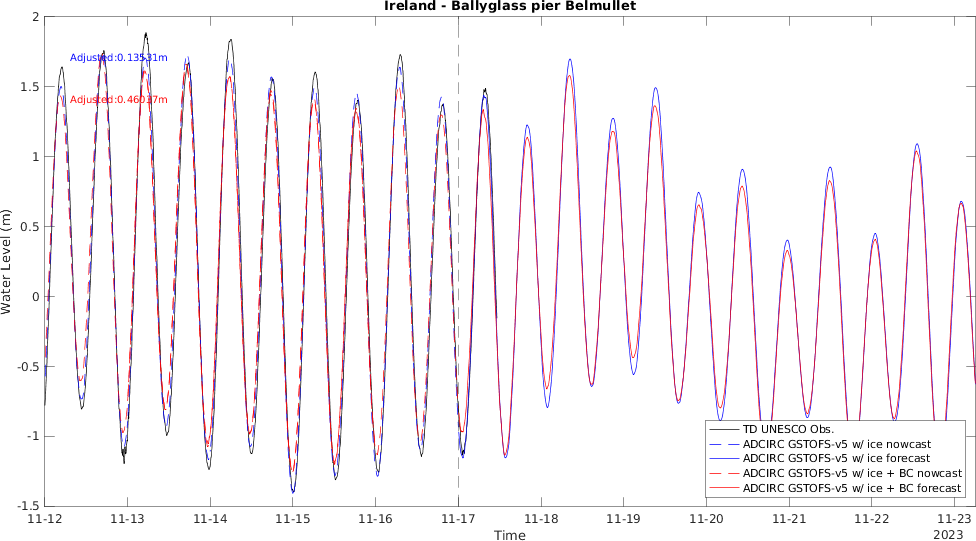 Ireland - Ballyglass pier Belmullet
Adjusted:0.13531m
Adjusted:0.46037m
Water Level (m)
2
1.5
1
0.5
0
-0.5
-1
-1.5
TD UNESCO Obs.
ADCIRC GSTOFS-v5 w/ ice nowcast
ADCIRC GSTOFS-v5 w/ ice forecast
ADCIRC GSTOFS-v5 w/ ice + BC nowcast
ADCIRC GSTOFS-v5 w/ ice + BC forecast
11-12 11-13 11-14 11-15 11-16 11-17 11-18 11-19 11-20 11-21 11-22 11-23
Time
2023